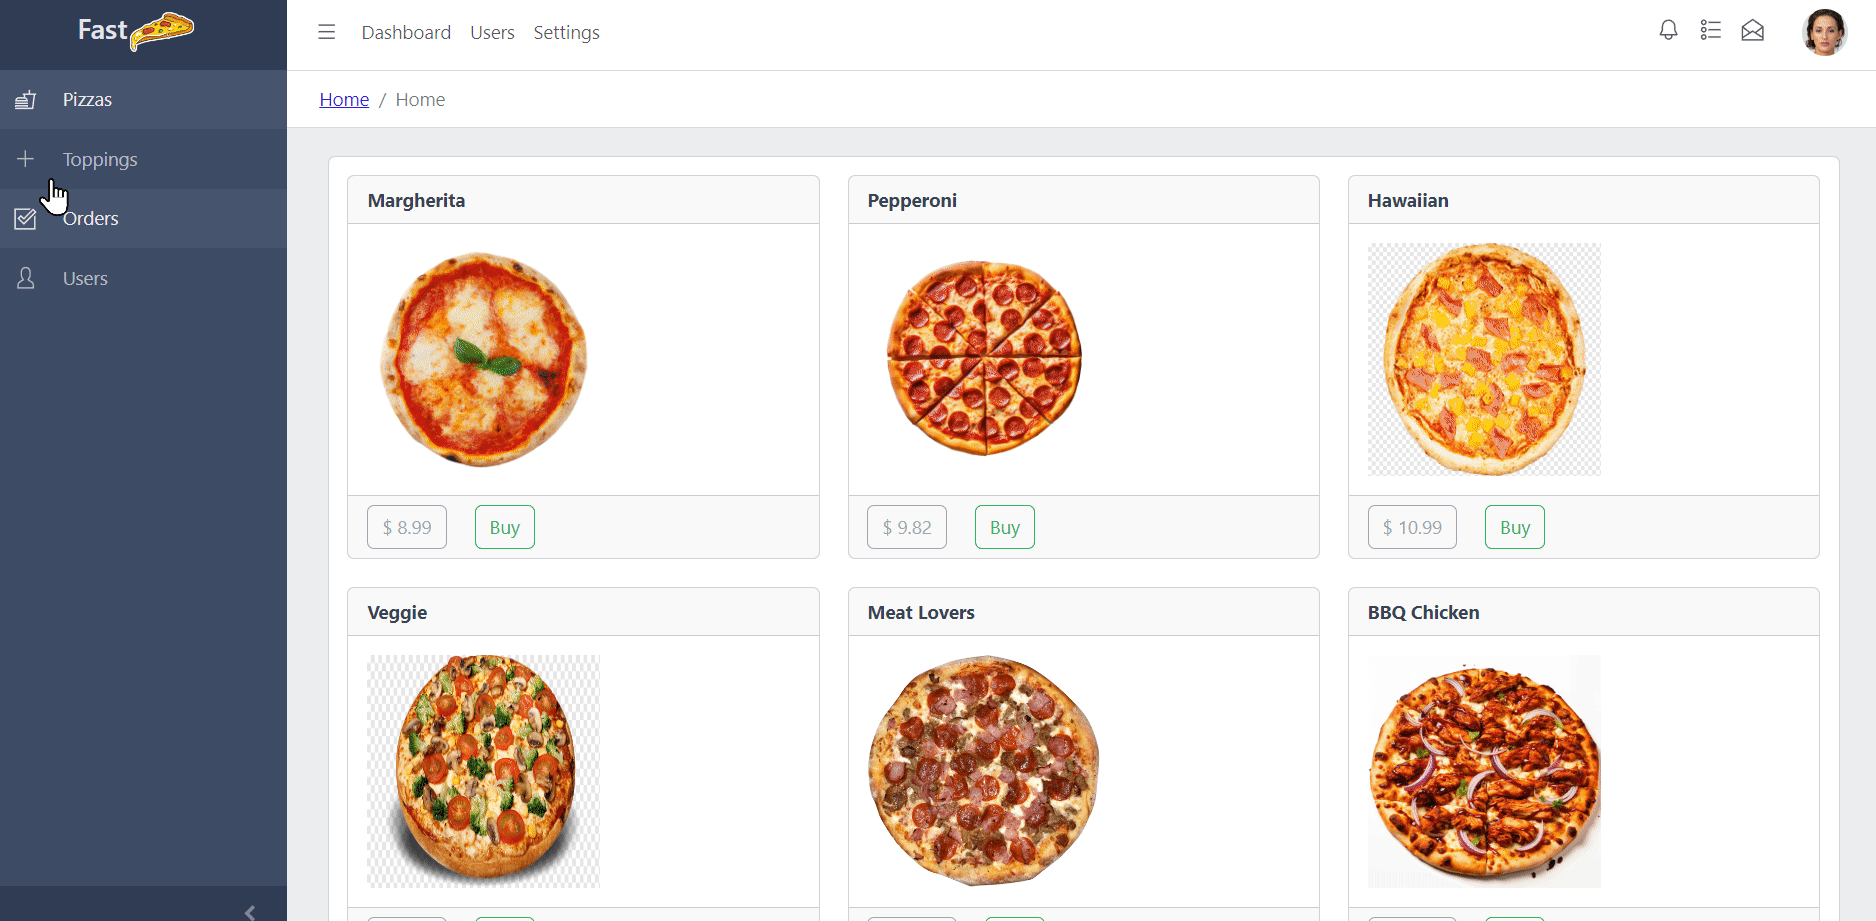 Fast
Dashboard Users Settings
Pizzas
Toppings
Orders
Users
Home / Home
Margherita
$ 8.99 Buy
Pepperoni
$ 9.82 Buy
Hawaiian
$ 10.99 Buy
Veggie
Meat Lovers
BBQ Chicken